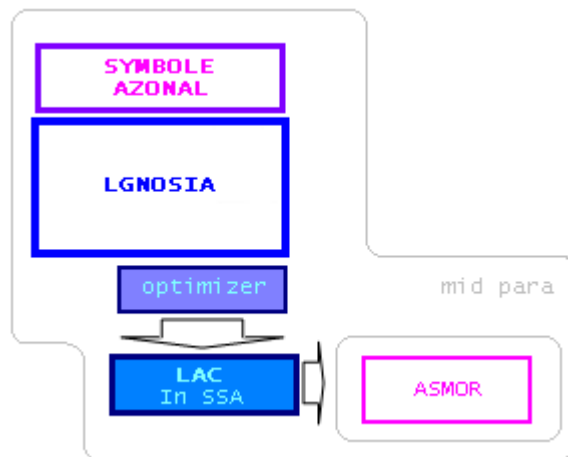 SYMBOLE
AZONAL
LGNOSIA
optimizer
mid para
LAC
In SSA
ASMOR